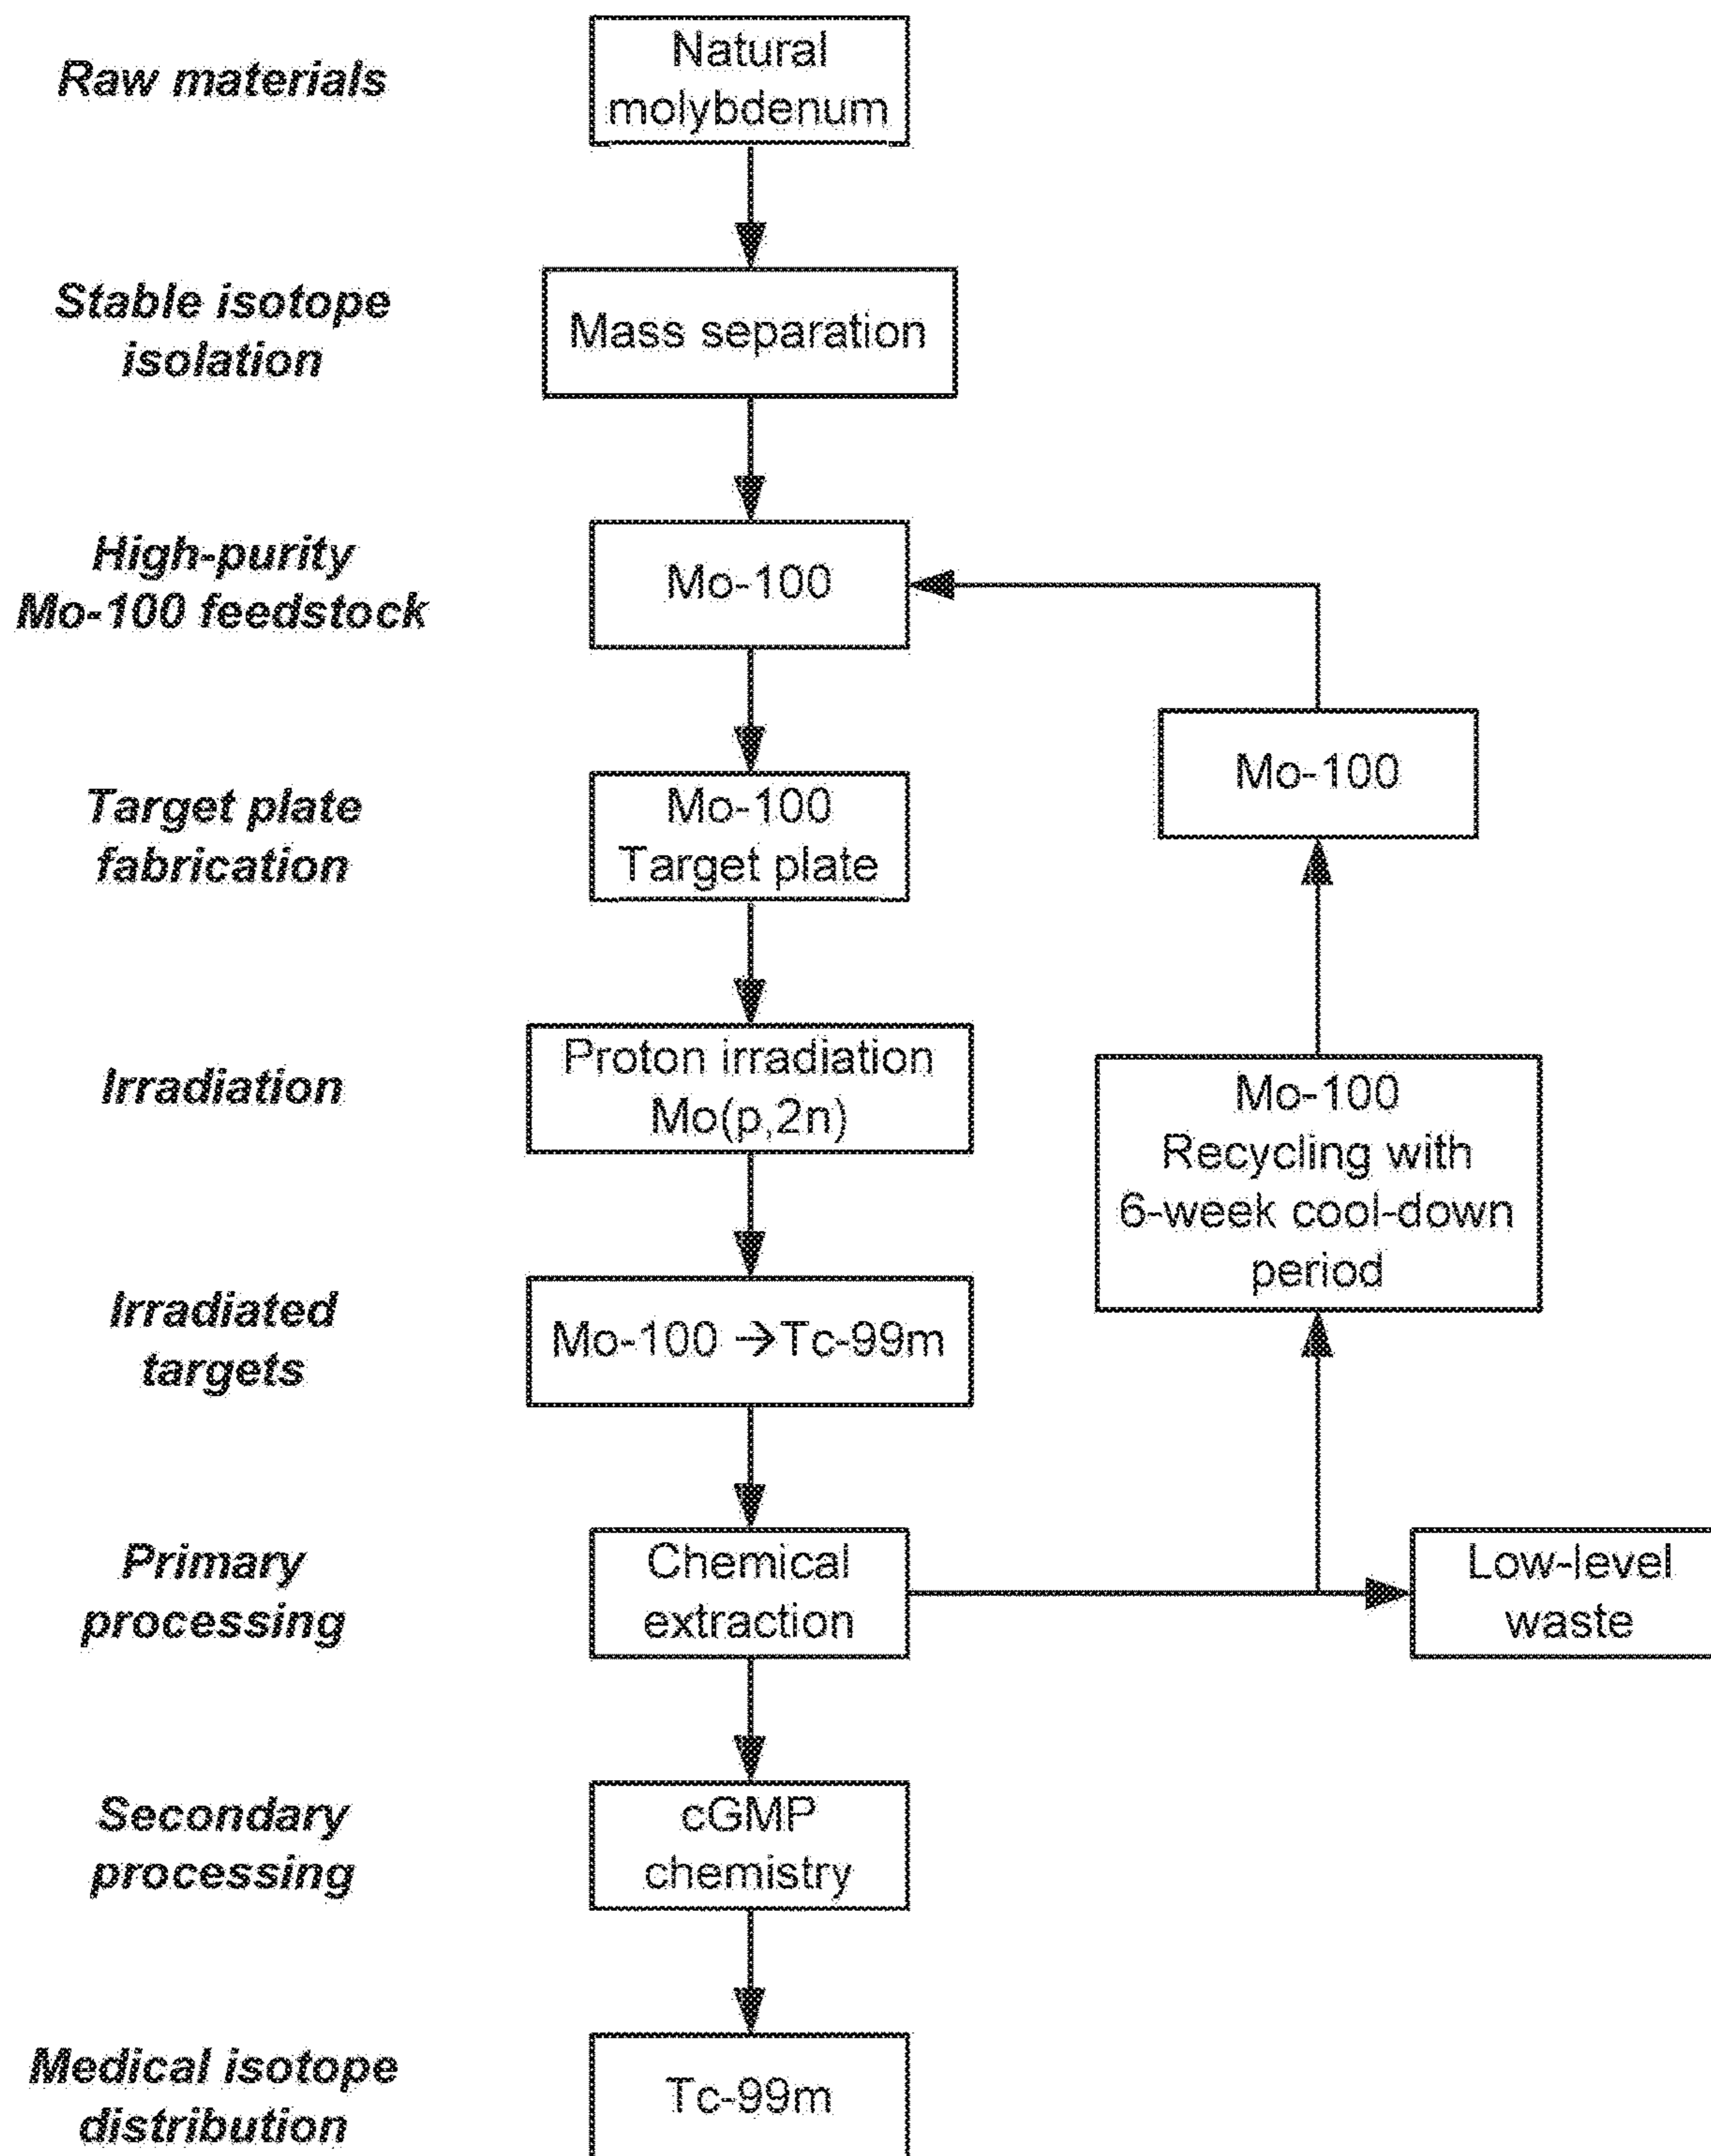 Raw materials
Natural
molybdenum
Stable isotope
isolation
Mass separation
High-purity
Mo-100 feedstock
Mo-100
Mo-100
Target plate
fabrication
Mo-100
Target plate
Irradiation
Proton irradiation
Mo(p,2n)
Mo-100
Recycling with
6-week cool-down
period
Irradiated
targets
Mo-100 →Tc-99m
Primary
processing
Chemical
extraction
Low-level
waste
Secondary
processing
cGMP
chemistry
Medical isotope
distribution
Tc-99m